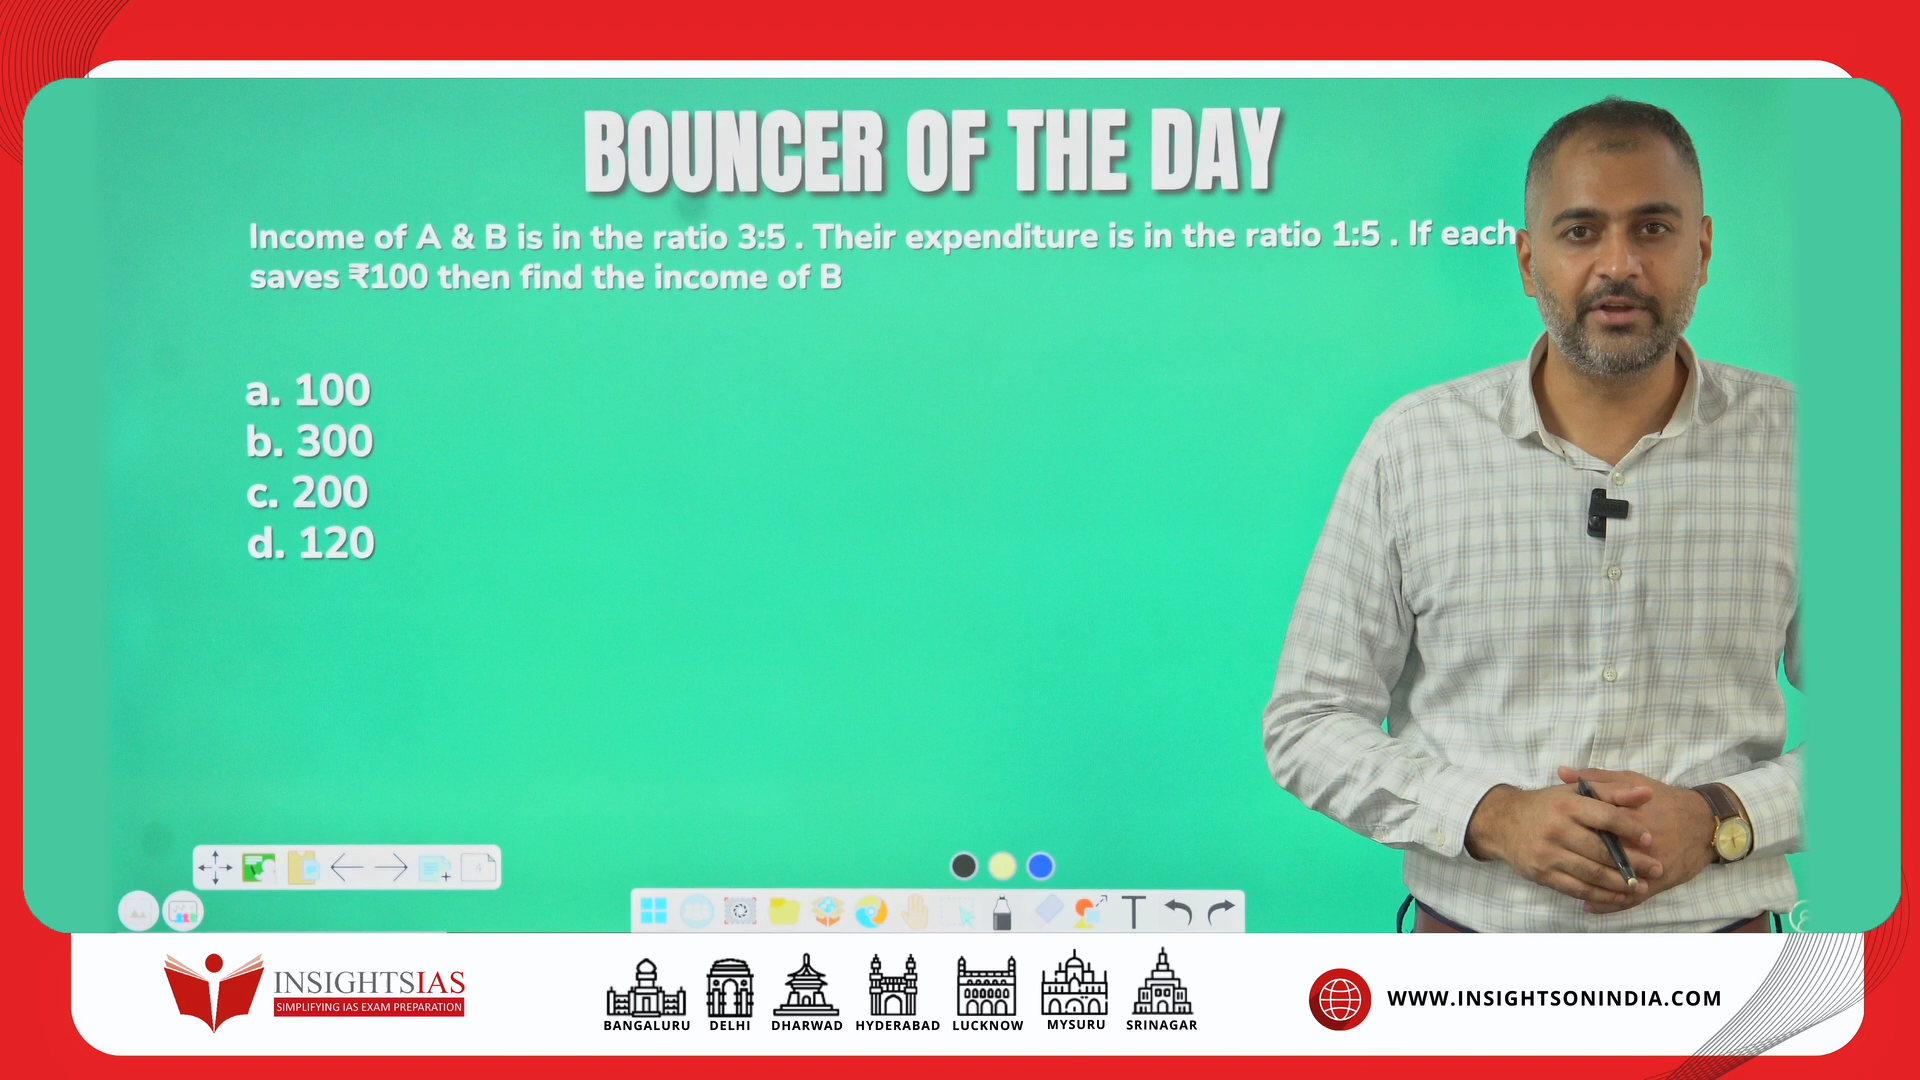 BOUNCER OF THE DAY
Income of A & B is in the ratio 3:5 . Their expenditure is in the ratio 1:5 . If each
saves ₹100 then find the income of B
a. 100
b. 300
c. 200
d. 120
T
INSIGHTSIAS
SIMPLIFYING IAS EXAM PREPARATION
BANGALURU DELHI DHARWAD HYDERABAD LUCKNOW MYSURU SRINAGAR
WWW.INSIGHTSONINDIA.COM